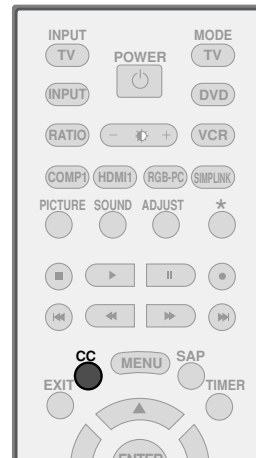 INPUT MODE
TV POWER TV
INPUT DVD
RATIO - + VCR
COMP1 HDMI1 RGB-PC SIMPLINK
PICTURE SOUND ADJUST *
CC MENU SAP
EXIT TIMER
ENTER